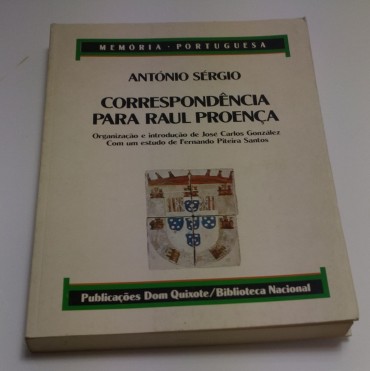 MEMÓRIA · PORTUGUESA
ANTÓNIO SÉRGIO
CORRESPONDÊNCIA
PARA RAUL PROENÇA
Organização e introdução de José Carlos González
Com um estudo de Fernando Piteira Santos
Publicações Dom Quixote/Biblioteca Nacional